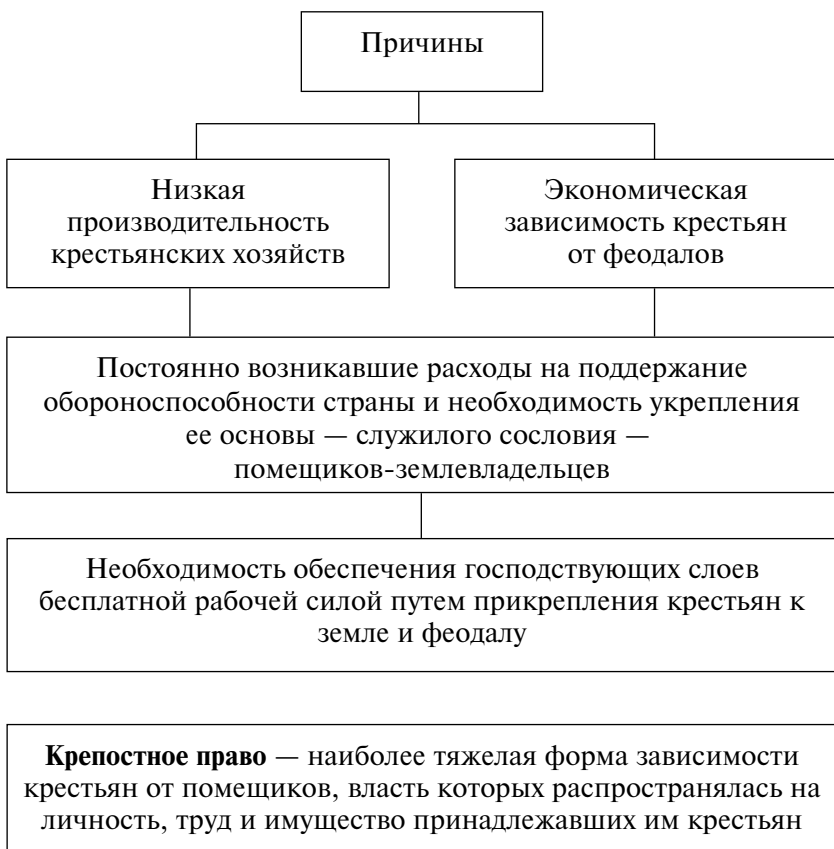 Причины
Низкая
производительность
крестьянских хозяйств
Экономическая
зависимость крестьян
от феодалов
Постоянно возникавшие расходы на поддержание
обороноспособности страны и необходимость укрепления
ее основы — служилого сословия —
помещиков-землевладельцев
Необходимость обеспечения господствующих слоев
бесплатной рабочей силой путем прикрепления крестьян к
земле и феодалу
Крепостное право — наиболее тяжелая форма зависимости
крестьян от помещиков, власть которых распространялась на
личность, труд и имущество принадлежавших им крестьян